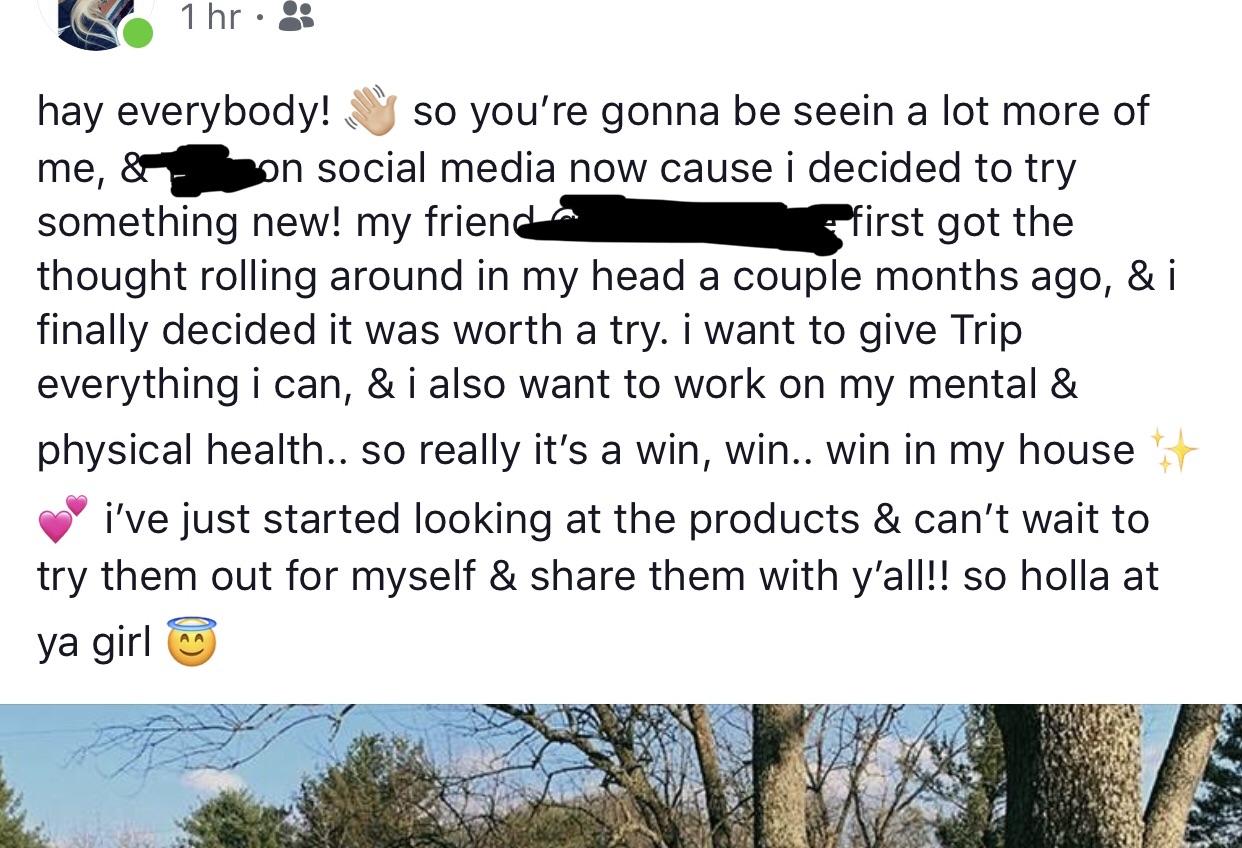 1 hr ·
hay everybody! 👋🏼 so you're gonna be seein a lot more of
me, & on social media now cause i decided to try
something new! my friend first got the
thought rolling around in my head a couple months ago, & i
finally decided it was worth a try. i want to give Trip
everything i can, & i also want to work on my mental &
physical health.. so really it's a win, win.. win in my house ✨
💕 i've just started looking at the products & can't wait to
try them out for myself & share them with y'all!! so holla at
ya girl 😇